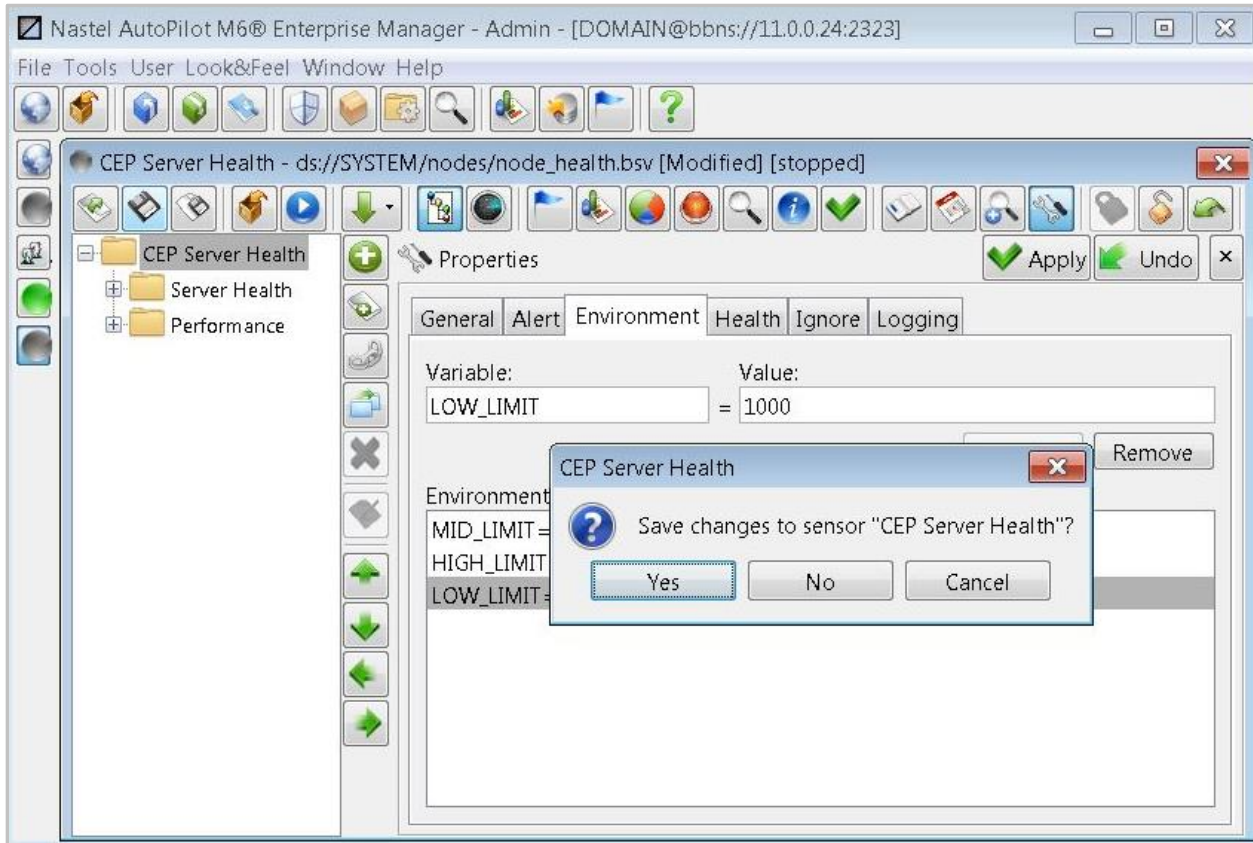 Nastel AutoPilot M6® Enterprise Manager - Admin - [DOMAIN@bbns://11.0.0.24:2323]
File Tools User Look&Feel Window Help
CEP Server Health - ds://SYSTEM/nodes/node_health.bsv [Modified] [stopped]
CEP Server Health
Server Health
Performance
Properties
Apply
Undo
General Alert Environment Health Ignore Logging
Variable: Value:
LOW_LIMIT = 1000
Remove
Environment
MID_LIMIT=
HIGH_LIMIT
LOW_LIMIT=
CEP Server Health
Save changes to sensor "CEP Server Health"?
Yes No Cancel